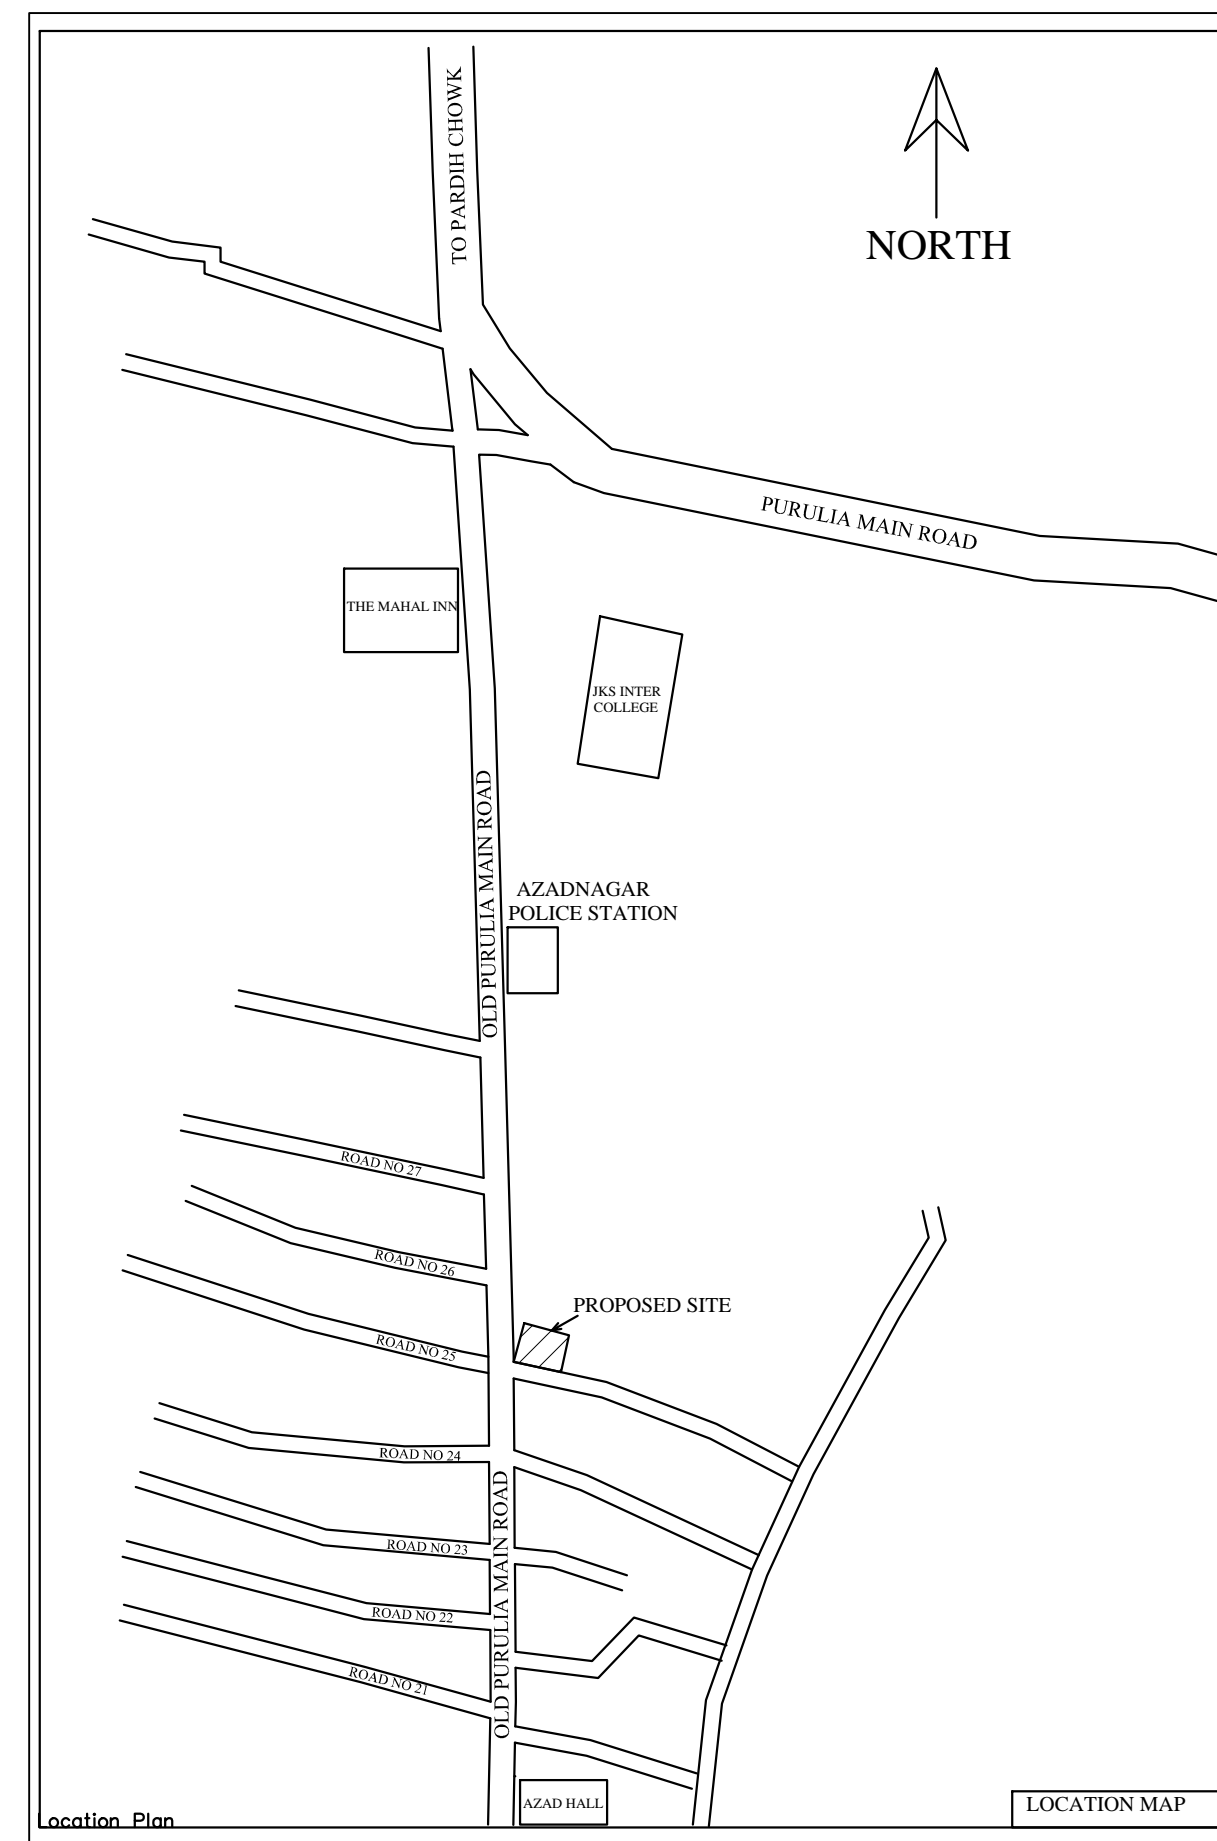 TO PARDIH CHOWK
NORTH
PURULIA MAIN ROAD
THE MAHAL INN
JKS INTER
COLLEGE
OLD PURULIA MAIN ROAD
AZADNAGAR
POLICE STATION
ROAD NO 27
ROAD NO 26
PROPOSED SITE
ROAD NO 25
ROAD NO 24
OLD PURULIA MAIN ROAD
ROAD NO 23
ROAD NO 22
ROAD NO 21
AZAD HALL
LOCATION MAP
Location Plan